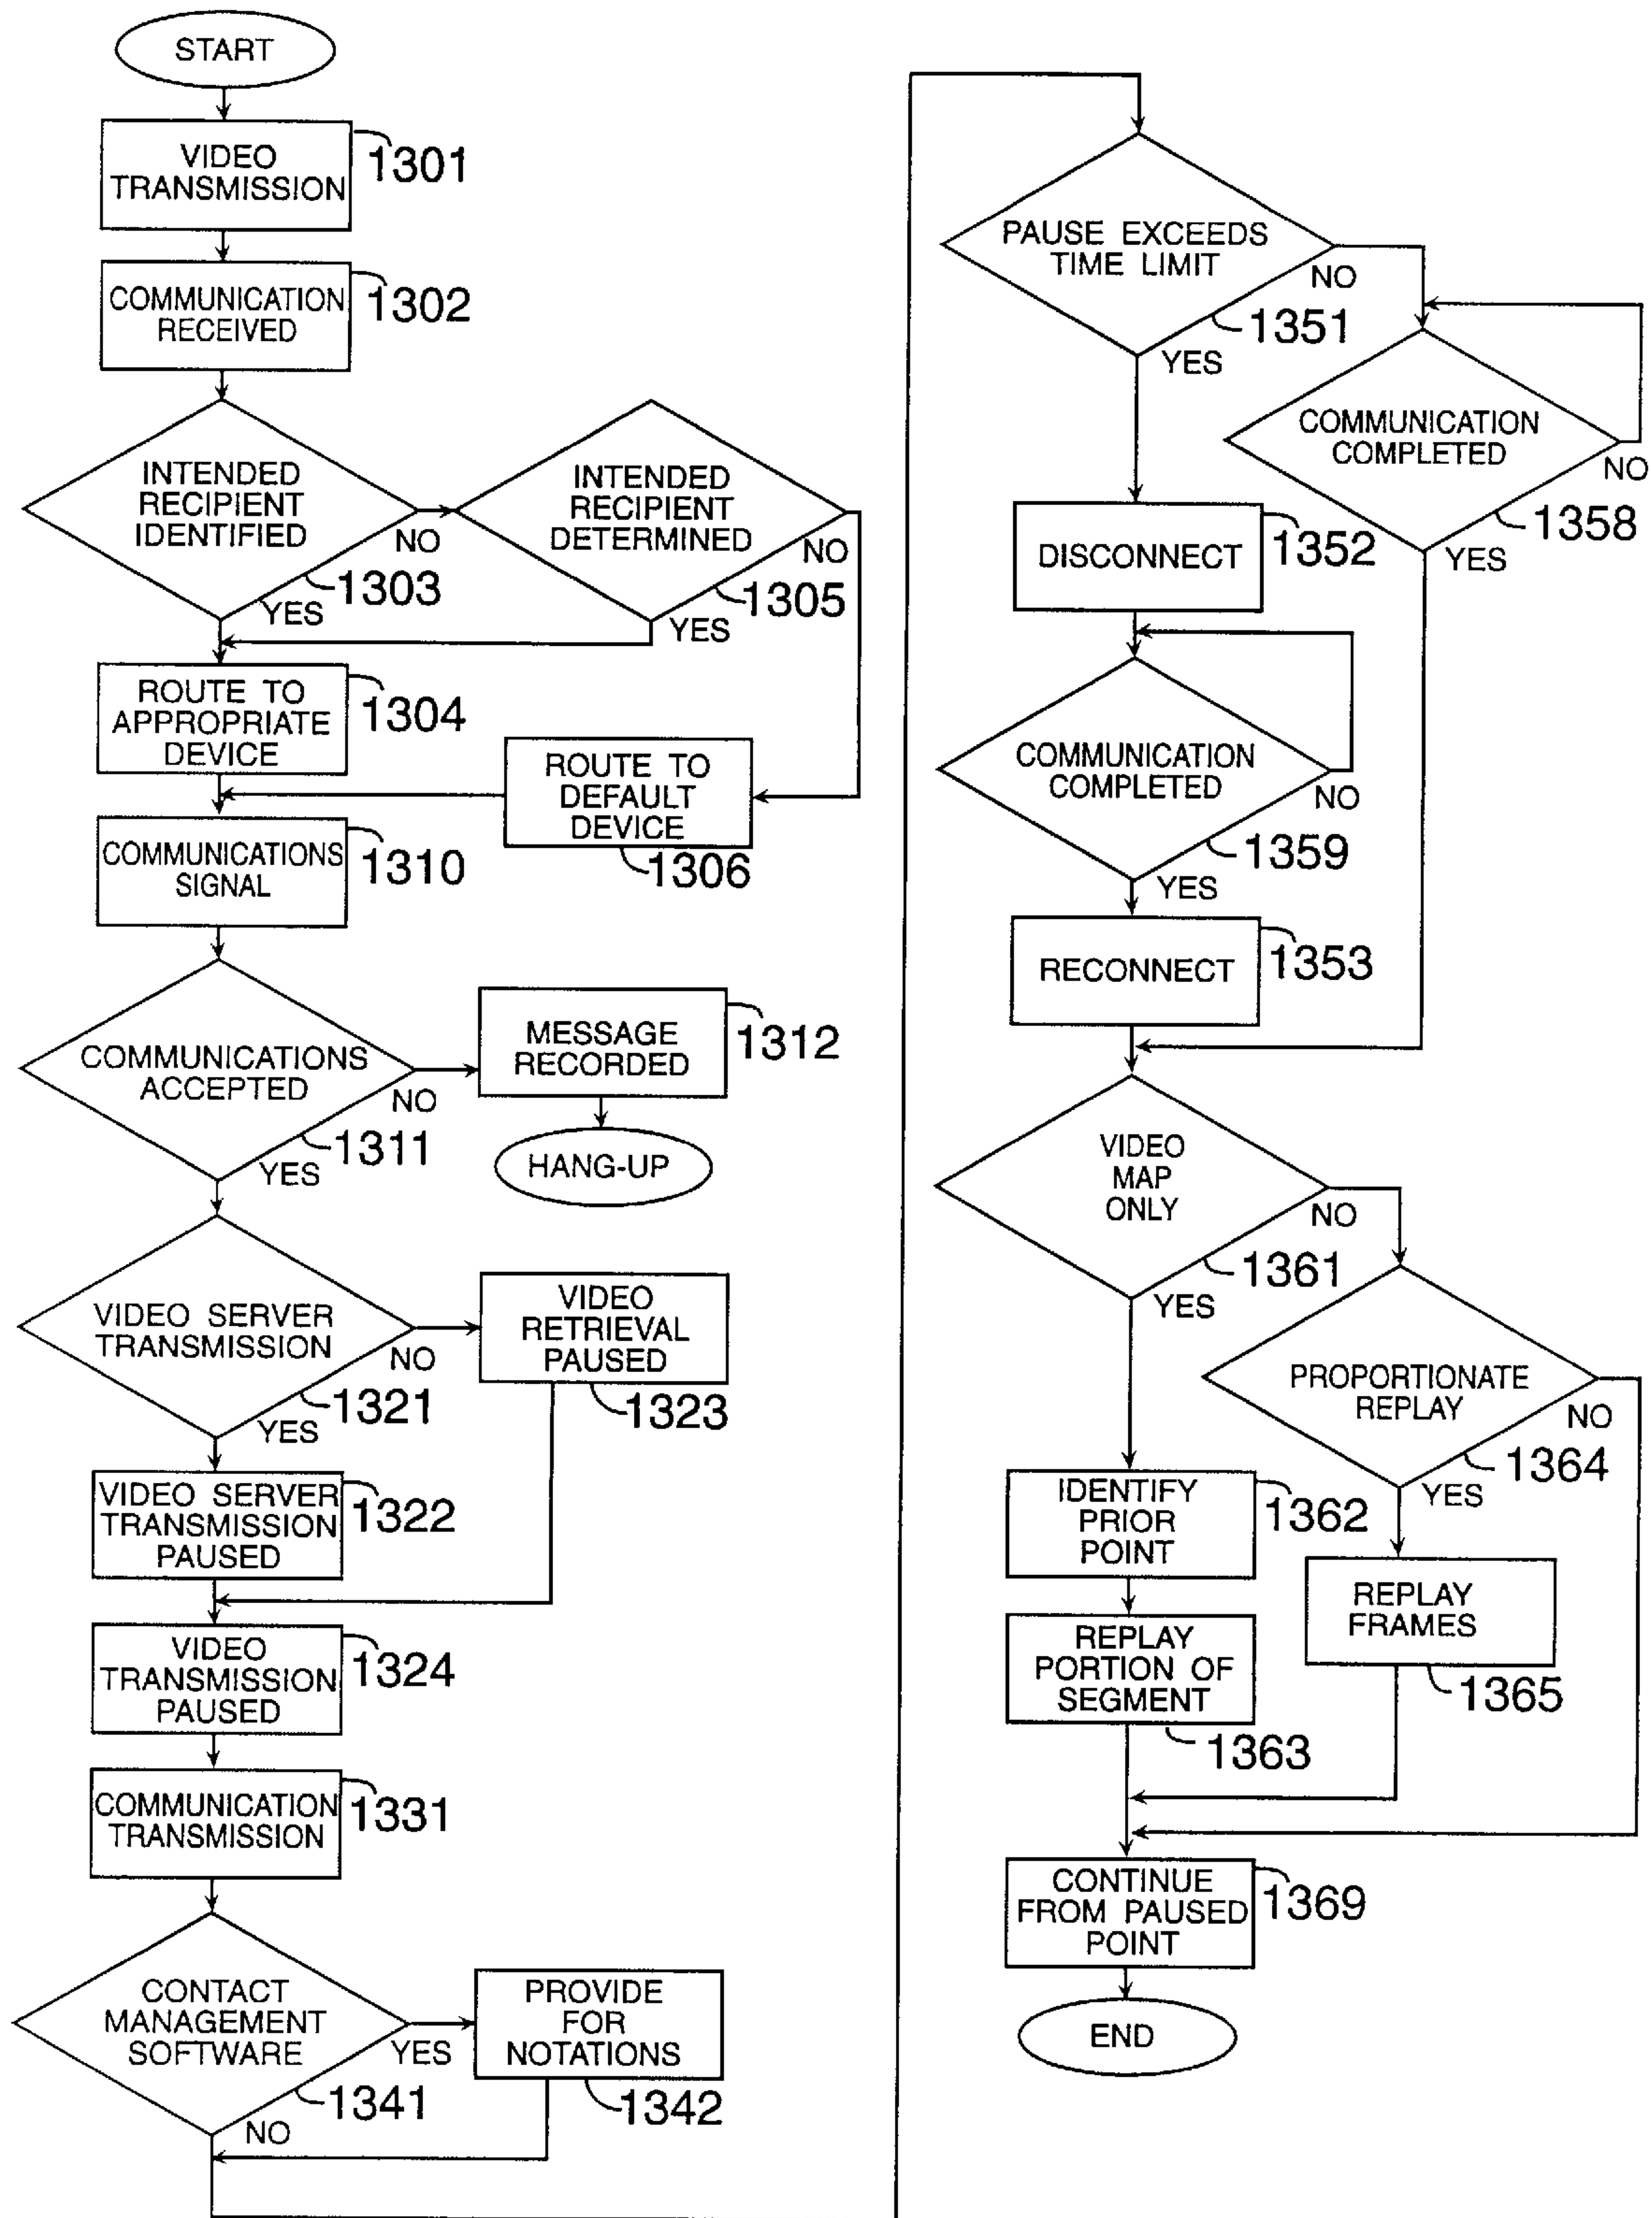 START
VIDEO
TRANSMISSION
1301
COMMUNICATION
RECEIVED
1302
INTENDED
RECIPIENT
IDENTIFIED
NO
1303
YES
INTENDED
RECIPIENT
DETERMINED
NO
1305
YES
ROUTE TO
APPROPRIATE
DEVICE
1304
ROUTE TO
DEFAULT
DEVICE
1306
COMMUNICATIONS
SIGNAL
1310
COMMUNICATIONS
ACCEPTED
NO
1311
YES
MESSAGE
RECORDED
1312
HANG-UP
VIDEO SERVER
TRANSMISSION
NO
1321
YES
VIDEO
RETRIEVAL
PAUSED
1323
VIDEO SERVER
TRANSMISSION
PAUSED
1322
VIDEO
TRANSMISSION
PAUSED
1324
COMMUNICATION
TRANSMISSION
1331
CONTACT
MANAGEMENT
SOFTWARE
YES
1341
NO
PROVIDE
FOR
NOTATIONS
1342
PAUSE EXCEEDS
TIME LIMIT
NO
1351
YES
COMMUNICATION
COMPLETED
NO
1358
YES
DISCONNECT
1352
COMMUNICATION
COMPLETED
NO
1359
YES
RECONNECT
1353
VIDEO
MAP
ONLY
NO
1361
YES
PROPORTIONATE
REPLAY
NO
1364
YES
IDENTIFY
PRIOR
POINT
1362
REPLAY
FRAMES
1365
REPLAY
PORTION OF
SEGMENT
1363
CONTINUE
FROM PAUSED
POINT
1369
END